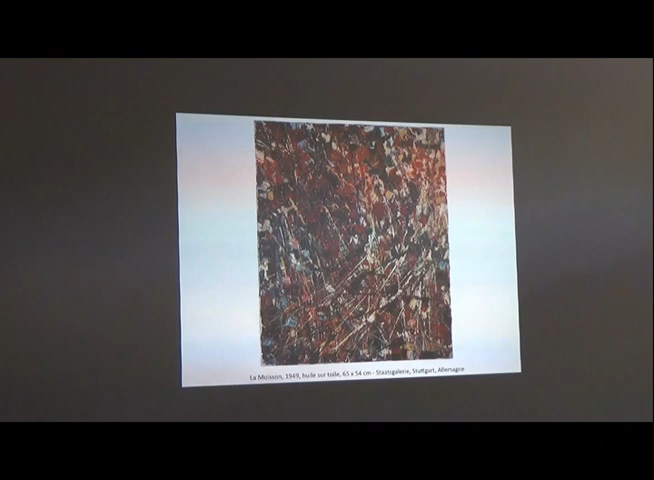 La Moisson, 1949, huile sur toile, 65 x 54 cm - Staatsgalerie, Stuttgart, Allemagne